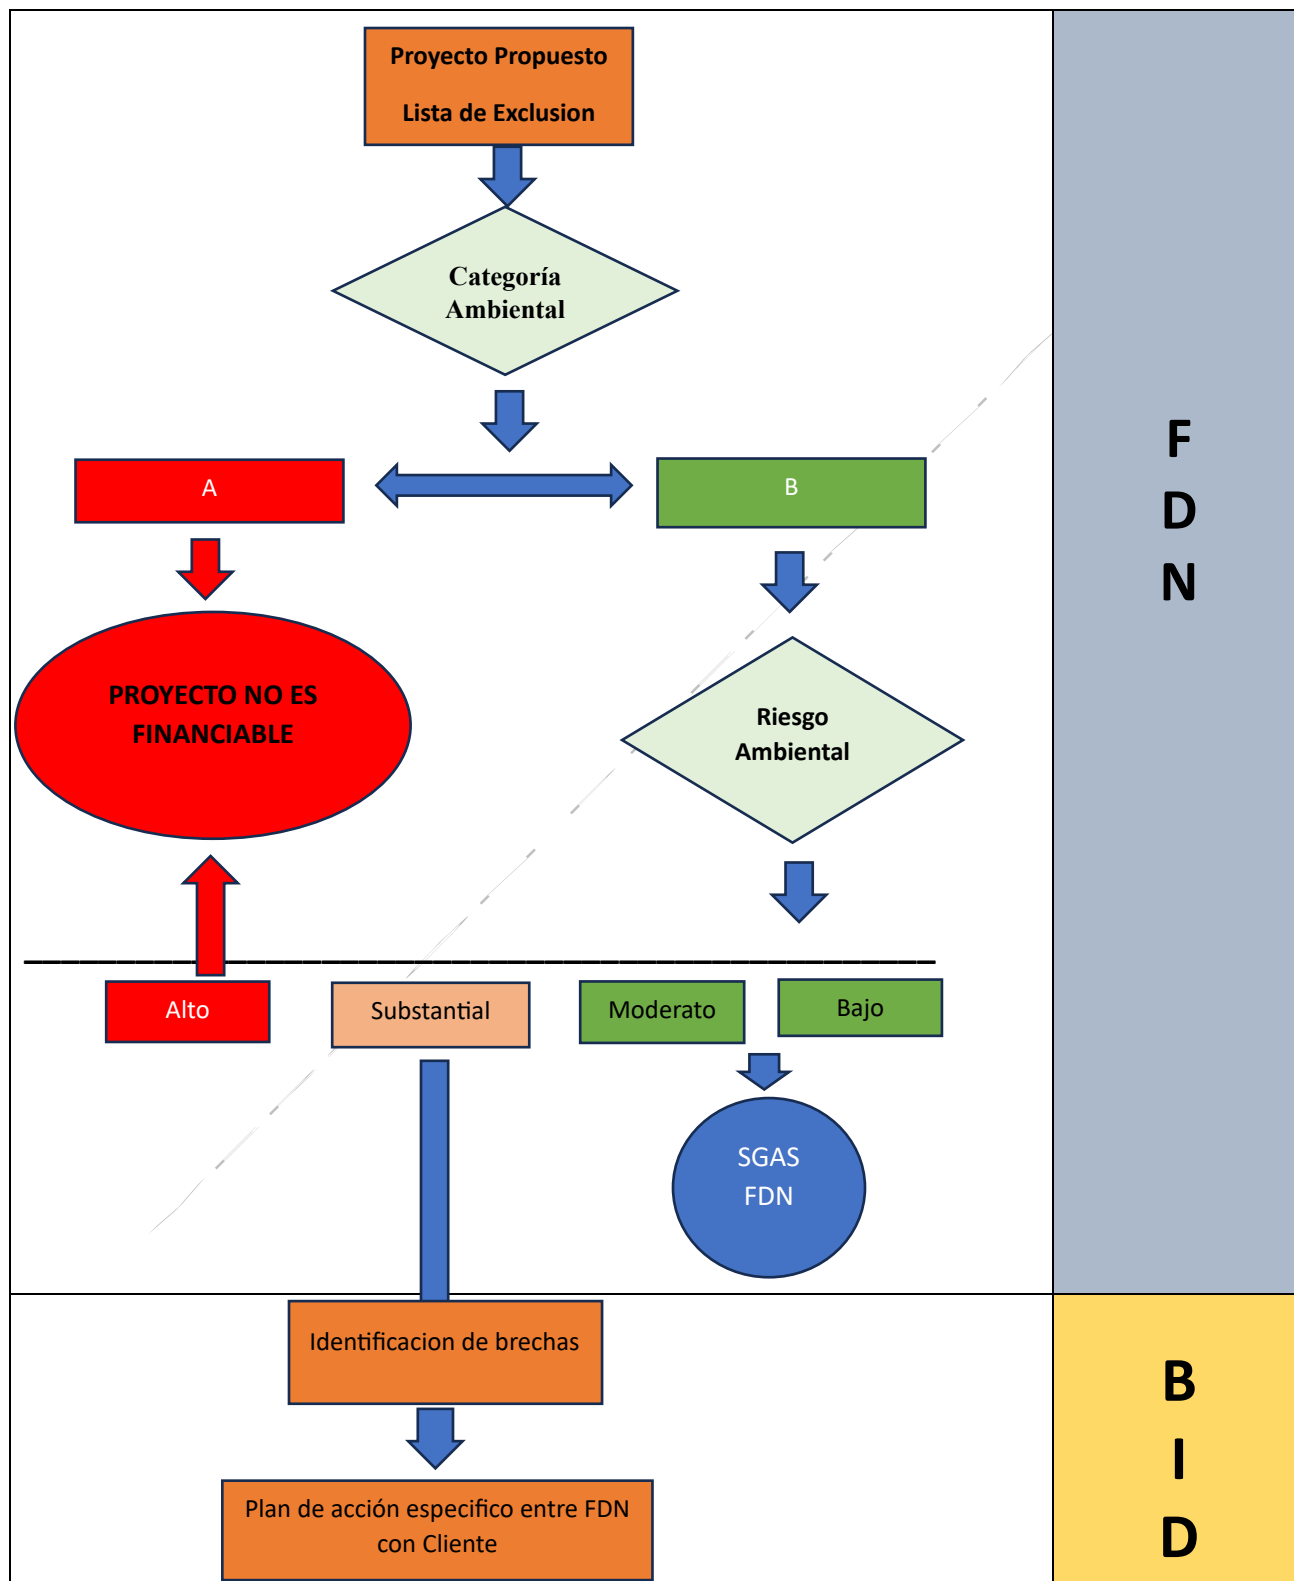 Proyecto Propuesto
Lista de Exclusion
Categoría
Ambiental
A
B
PROYECTO NO ES
FINANCIABLE
Riesgo
Ambiental
Alto
Substantial
Moderato
Bajo
SGAS
FDN
F
D
N
Identificacion de brechas
Plan de acción especifico entre FDN
con Cliente
B
I
D